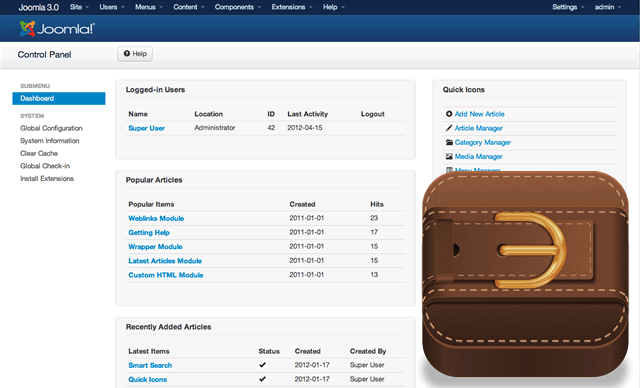 Joomla 3.0 Site Users Menus Content Components Extensions Help Settings admin
Joomla!
Control Panel Help
SUBMENU
Dashboard
SYSTEM
Global Configuration
System Information
Clear Cache
Global Check-in
Install Extensions
Logged-in Users
Name Location ID Last Activity Logout
Super User Administrator 42 2012-04-15
Popular Articles
Popular Items Created Hits
Weblinks Module 2011-01-01 23
Getting Help 2011-01-01 17
Wrapper Module 2011-01-01 15
Latest Articles Module 2011-01-01 15
Custom HTML Module 2011-01-01 13
Recently Added Articles
Latest Items Status Created Created By
Smart Search 2012-01-17 Super User
Quick Icons 2012-01-17 Super User
Quick Icons
Add New Article
Article Manager
Category Manager
Media Manager
Menu Manager